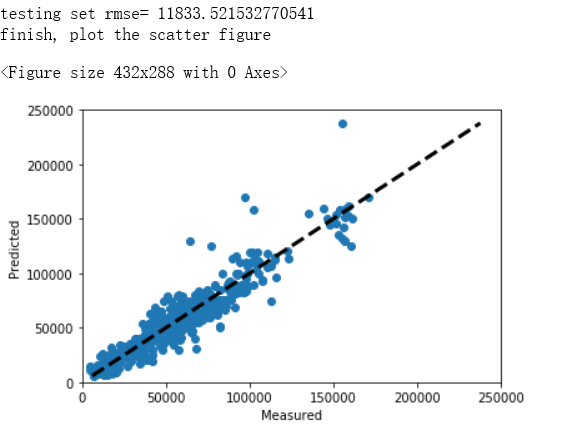 testing set rmse= 11833.521532770541
finish, plot the scatter figure
<Figure size 432x288 with 0 Axes>
250000
200000
150000
100000
50000
0
Predicted
0 50000 100000 150000 200000 250000
Measured